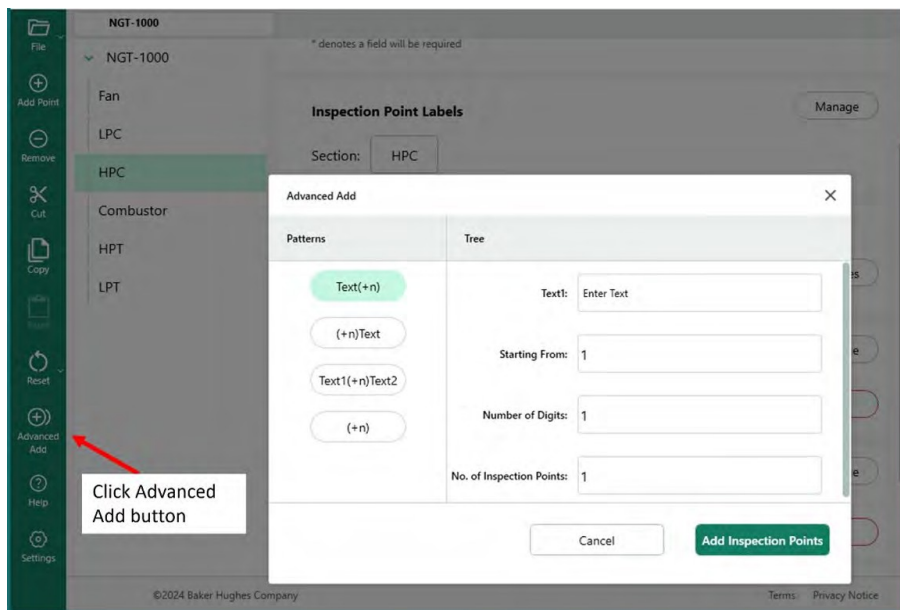 File
Add Point
Remove
Cut
Copy
Reset
Advanced
Add
Help
Settings
NGT-1000
NGT-1000
Fan
LPC
HPC
Combustor
HPT
LPT
* denotes a field will be required
Inspection Point Labels
Manage
Section: HPC
Advanced Add
Patterns
Tree
Text(+n)
(+n)Text
Text1(+n)Text2
(+n)
Text1: Enter Text
Starting From: 1
Number of Digits: 1
No. of Inspection Points: 1
Cancel
Add Inspection Points
s
e
e
Click Advanced
Add button
©2024 Baker Hughes Company
Terms
Privacy Notice